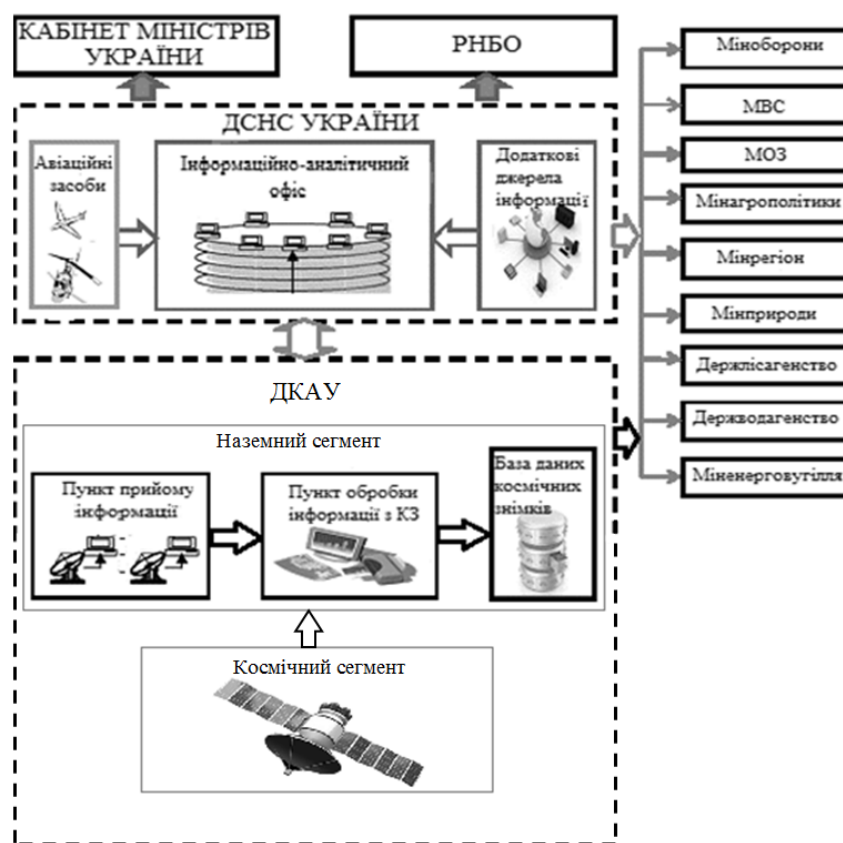 КАБІНЕТ МІНІСТРІВ
УКРАЇНИ
РНБО
ДСНС УКРАЇНИ
Авіаційні
засоби
Інформаційно-аналітичний
офіс
Додаткові
джерела
інформації
ДКАУ
Наземний сегмент
Пункт прийому
інформації
Пункт обробки
інформації з КЗ
База даних
космічних
знімків
Космічний сегмент
Міноборони
МВС
МОЗ
Мінагрополітики
Мінрегіон
Мінприроди
Держлісагенство
Держводагенство
Міненерговугілля